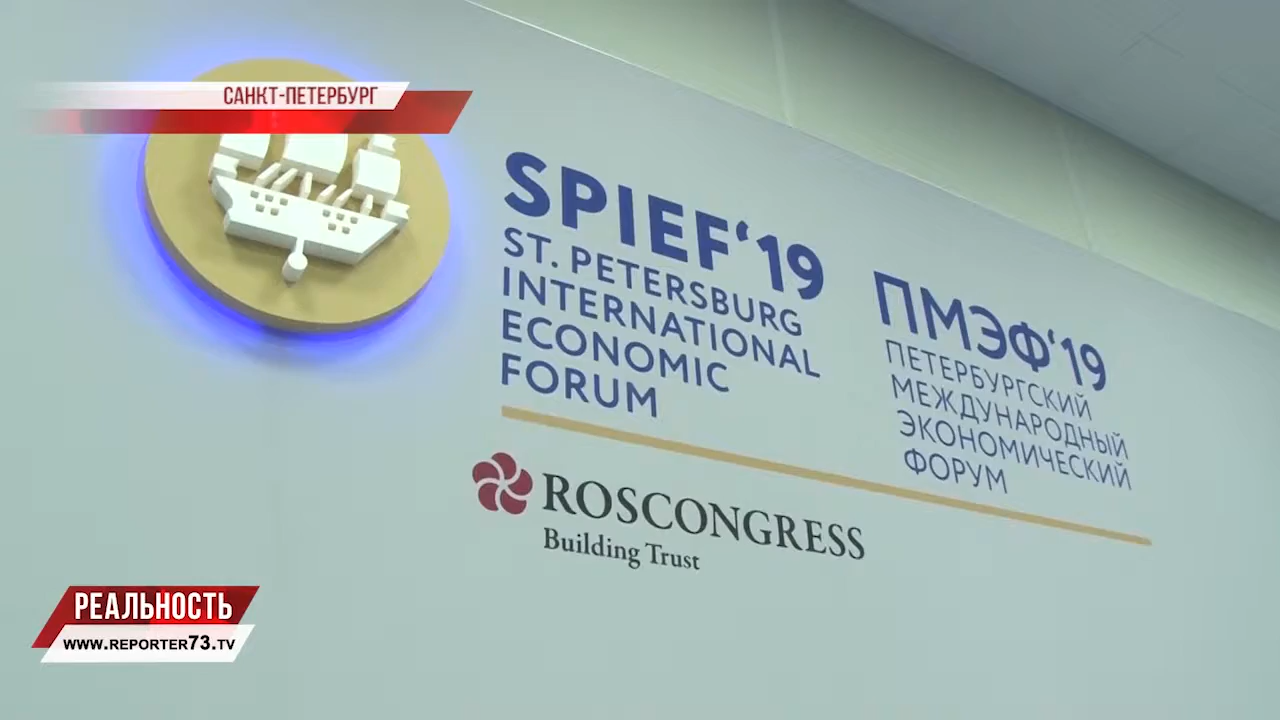 САНКТ-ПЕТЕРБУРГ
SPIEF‘19
ST. PETERSBURG
INTERNATIONAL
ECONOMIC
FORUM
ПМЭФ‘19
ПЕТЕРБУРГСКИЙ
МЕЖДУНАРОДНЫЙ
ЭКОНОМИЧЕСКИЙ
ФОРУМ
ROSCONGRESS
Building Trust
РЕАЛЬНОСТЬ
WWW.REPORTER73.TV